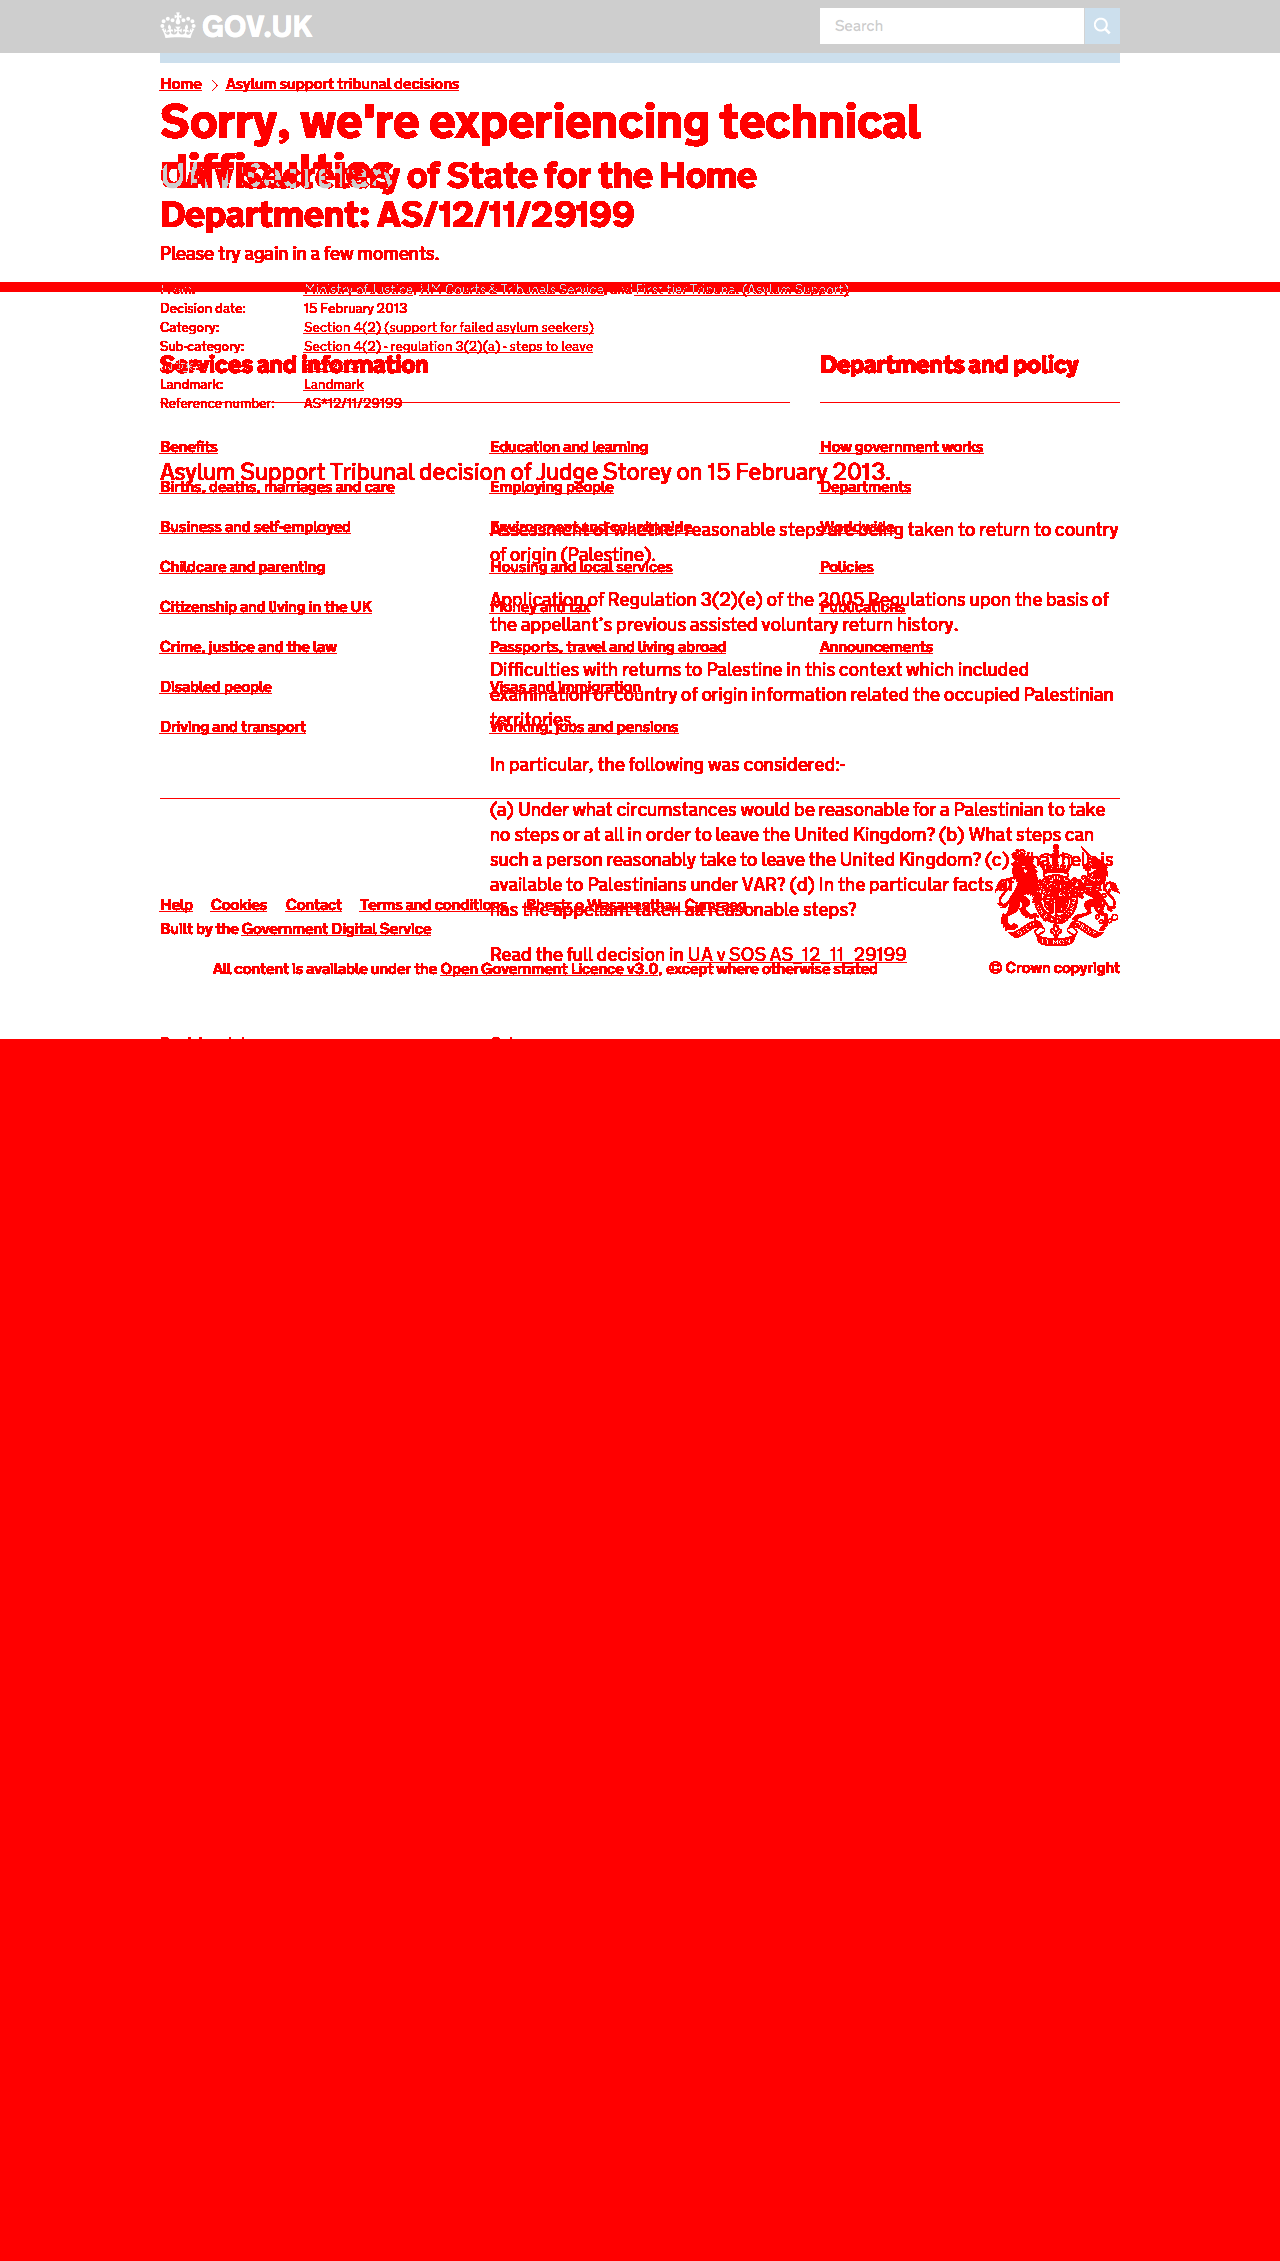 GOV.UK
Search
Home Asylum support tribunal decisions
Sorry, we're experiencing technical
difficulties
UA v Secretary of State for the Home
Department: AS/12/11/29199
Please try again in a few moments.
From: Ministry of Justice, HM Courts & Tribunals Service, and First-tier Tribunal (Asylum Support)
Decision date: 15 February 2013
Category: Section 4(2) (support for failed asylum seekers)
Sub-category: Section 4(2) - regulation 3(2)(a) - steps to leave
Services and information
Departments and policy
Landmark: Landmark
Reference number: AS*12/11/29199
Benefits Education and learning How government works
Asylum Support Tribunal decision of Judge Storey on 15 February 2013.
Births, deaths, marriages and care Employing people Departments
Business and self-employed Environment and countryside Worldwide
Assessment of whether reasonable steps are being taken to return to country
of origin (Palestine).
Childcare and parenting Housing and local services Policies
Application of Regulation 3(2)(e) of the 2005 Regulations upon the basis of
Citizenship and living in the UK Money and tax Publications
the appellant's previous assisted voluntary return history.
Crime, justice and the law Passports, travel and living abroad Announcements
Difficulties with returns to Palestine in this context which included
Disabled people Visas and immigration
examination of country of origin information related the occupied Palestinian
territories.
Driving and transport Working, jobs and pensions
In particular, the following was considered:-
(a) Under what circumstances would be reasonable for a Palestinian to take
no steps or at all in order to leave the United Kingdom? (b) What steps can
such a person reasonably take to leave the United Kingdom? (c) What help is
available to Palestinians under VAR? (d) In the particular facts of
Help Cookies Contact Terms and conditions Rhestr o Wasanaethau Cymraeg
has the appellant taken all reasonable steps?
Built by the Government Digital Service
Read the full decision in UA v SOS AS_12_11_29199
All content is available under the Open Government Licence v3.0, except where otherwise stated
© Crown copyright